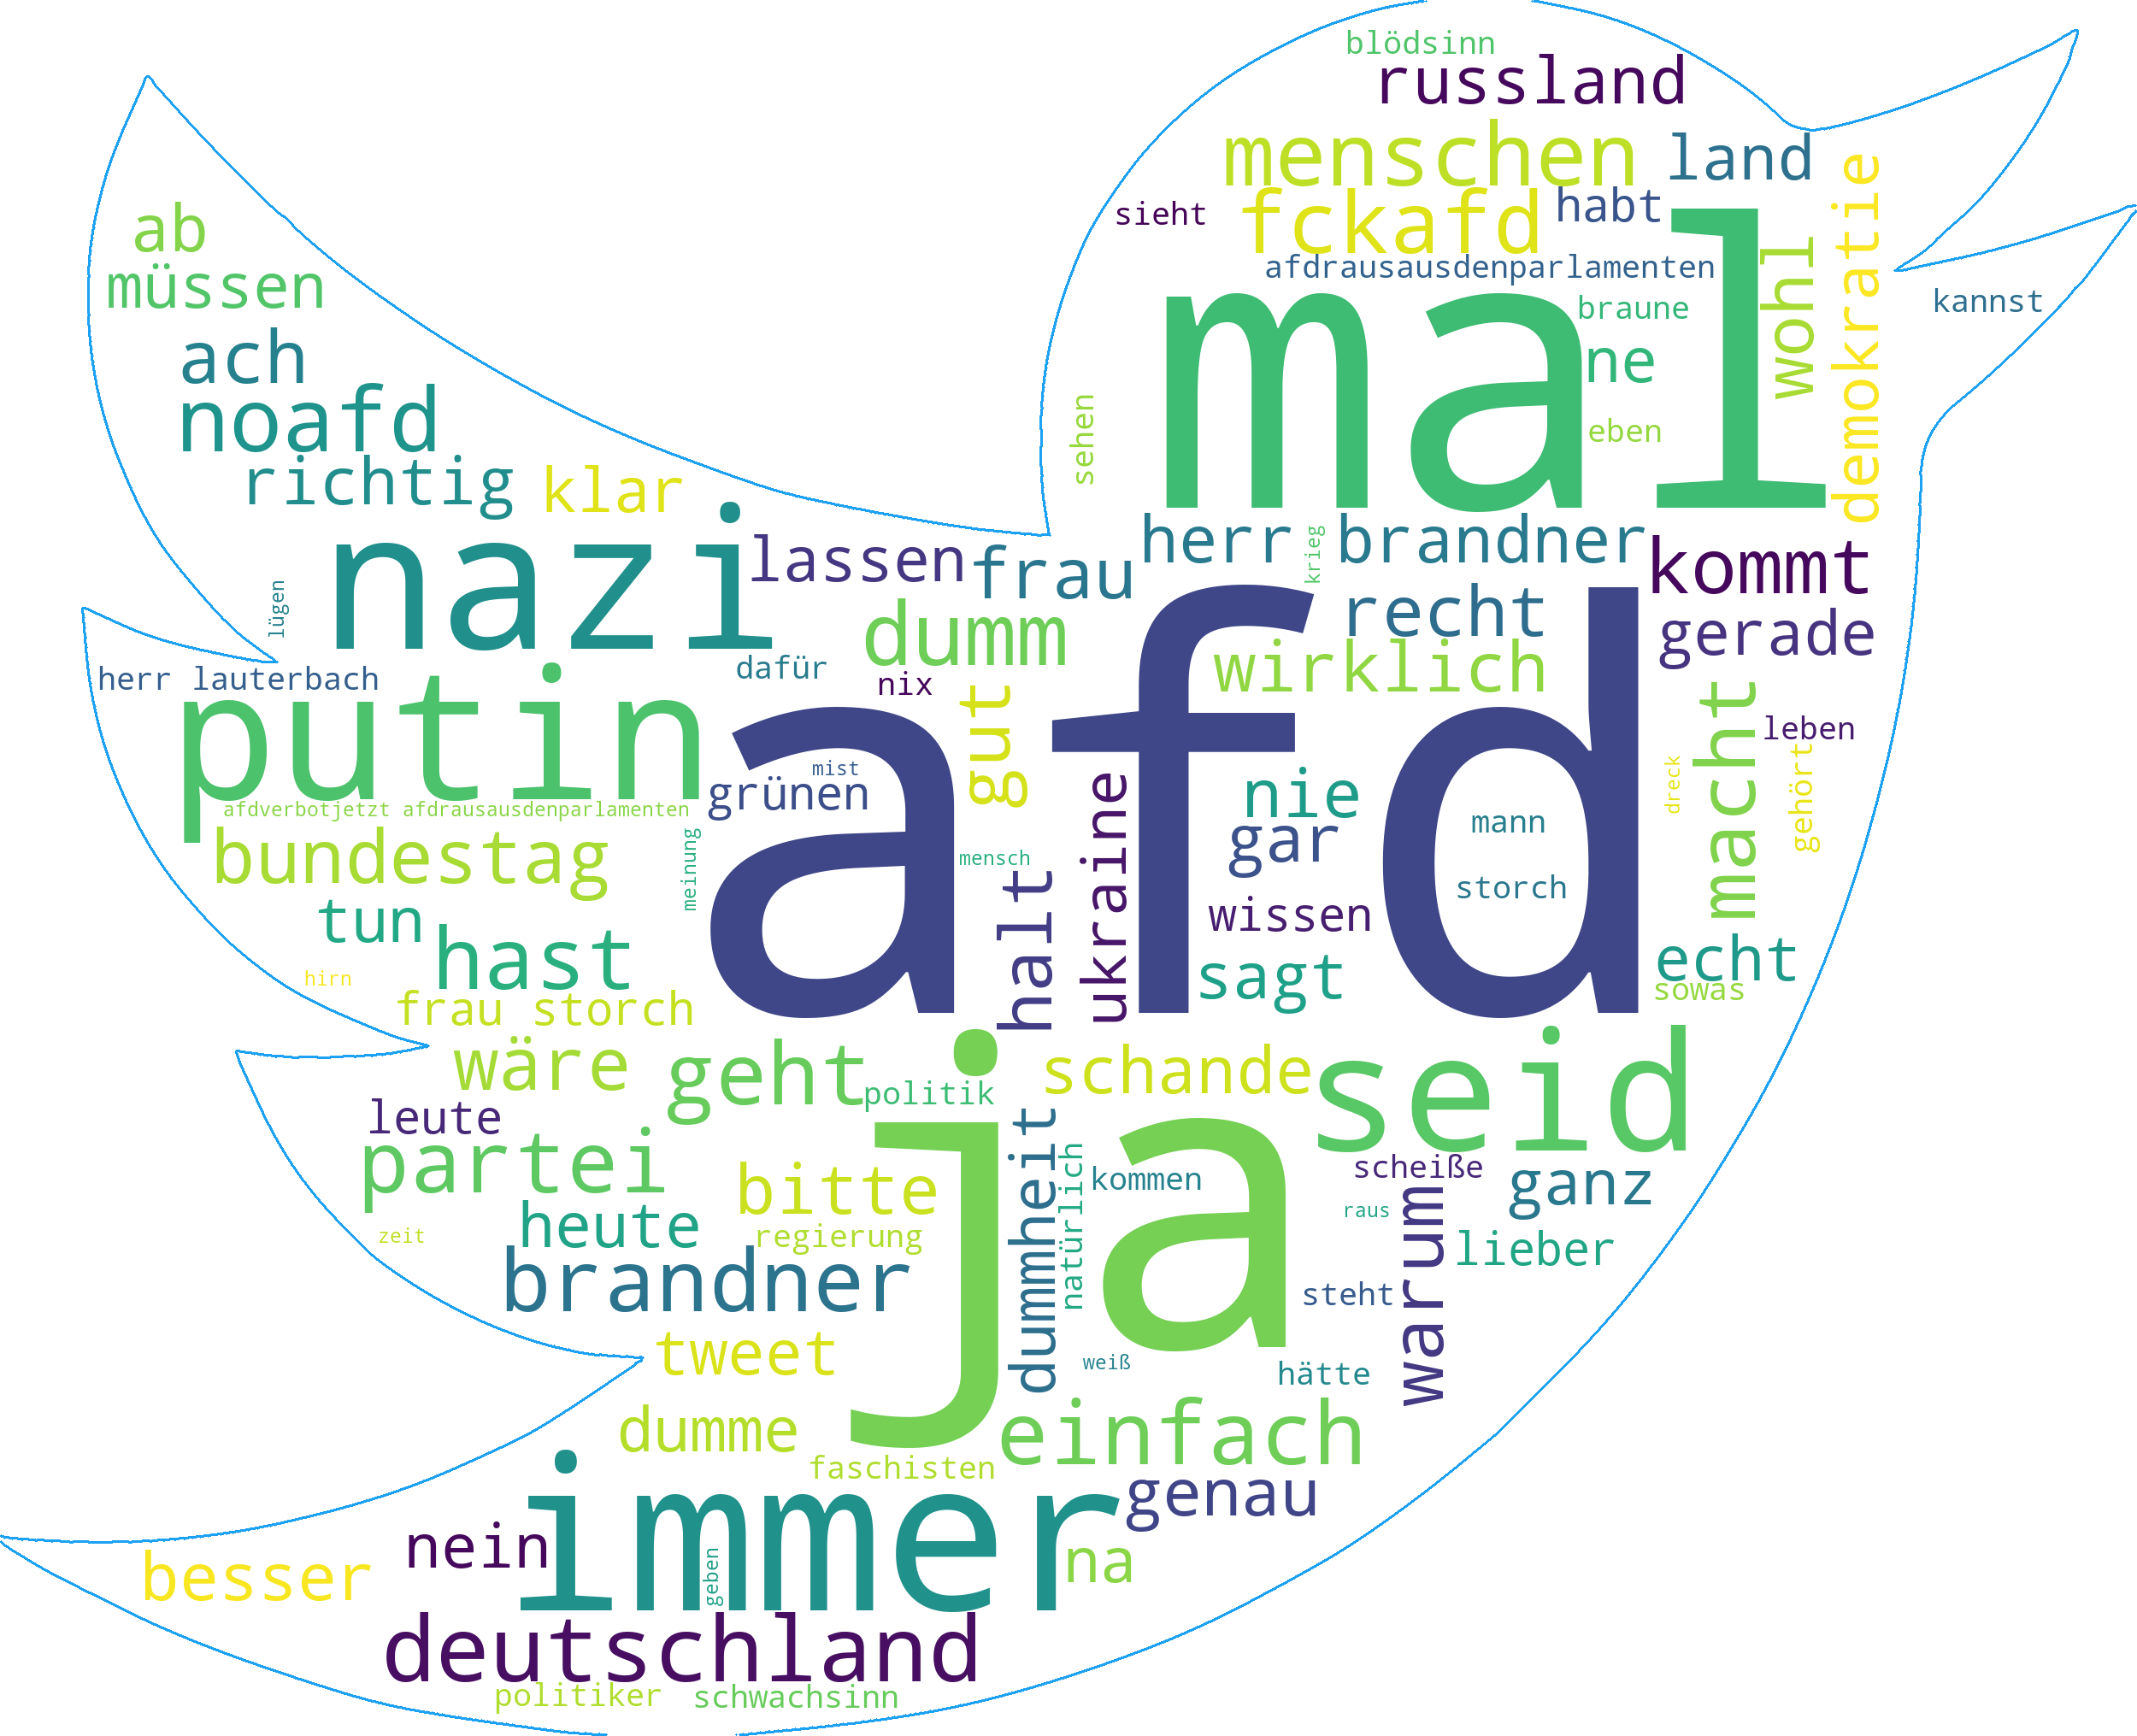 blödsinn
russland
menschen
land
fckafd
habt
sieht
afdrausausdenparlamenten
demokratie
wohl
mal
braune
kannst
ne
eben
sehen
ab
müssen
ach
noafd
richtig
klar
nazi
lügen
lassen
frau
herr
krieg
brandner
kommt
dumm
recht
gerade
wirklich
herr lauterbach
dafür
nix
putin
afd
gut
macht
leben
gehört
dreck
mist
grünen
afdverbotjetzt afdrausausdenparlamenten
ukraine
nie
gar
mann
storch
bundestag
meinung
mensch
halt
wissen
tun
hast
sagt
echt
sowas
hirn
frau storch
wäre
geht
politik
schande
seid
leute
partei
ja
dummheit
natürlich
kommen
scheiße
ganz
bitte
raus
warum
zeit
heute
regierung
lieber
brandner
steht
tweet
weiß
hätte
dumme
einfach
faschisten
immer
genau
nein
na
besser
geben
deutschland
politiker
schwachsinn